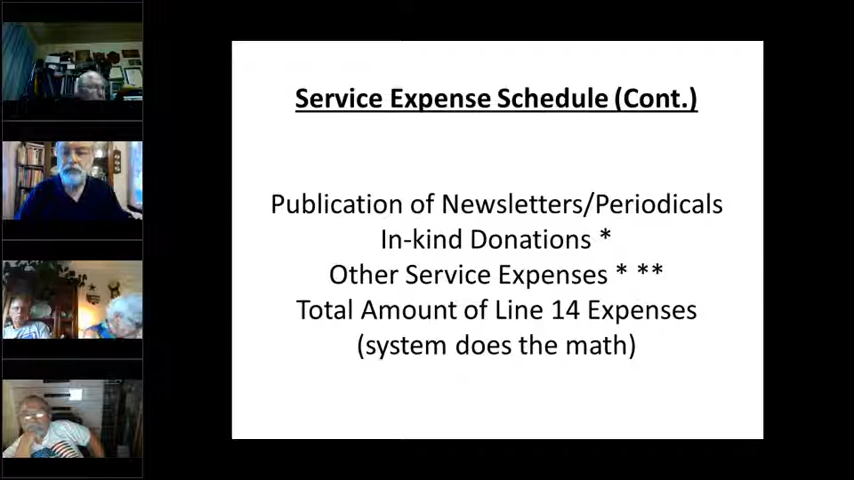 Service Expense Schedule (Cont.)
Publication of Newsletters/Periodicals
In-kind Donations *
Other Service Expenses * **
Total Amount of Line 14 Expenses
(system does the math)